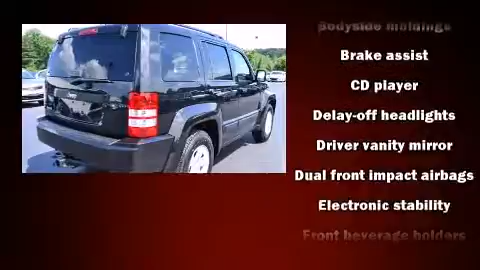 Bodyside moldings
Brake assist
CD player
Delay-off headlights
Driver vanity mirror
Dual front impact airbags
Electronic stability
Front beverage holders
Jeep